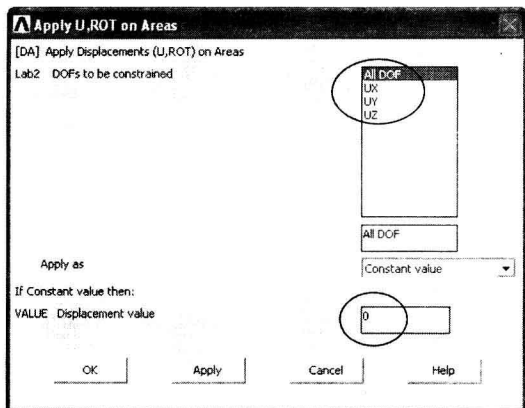 Apply U,ROT on Areas
[DA] Apply Displacements (U,ROT) on Areas
Lab2 DOFs to be constrained
All DOF
UX
UY
UZ
All DOF
Apply as
Constant value
If Constant value then:
VALUE Displacement value
0
OK
Apply
Cancel
Help